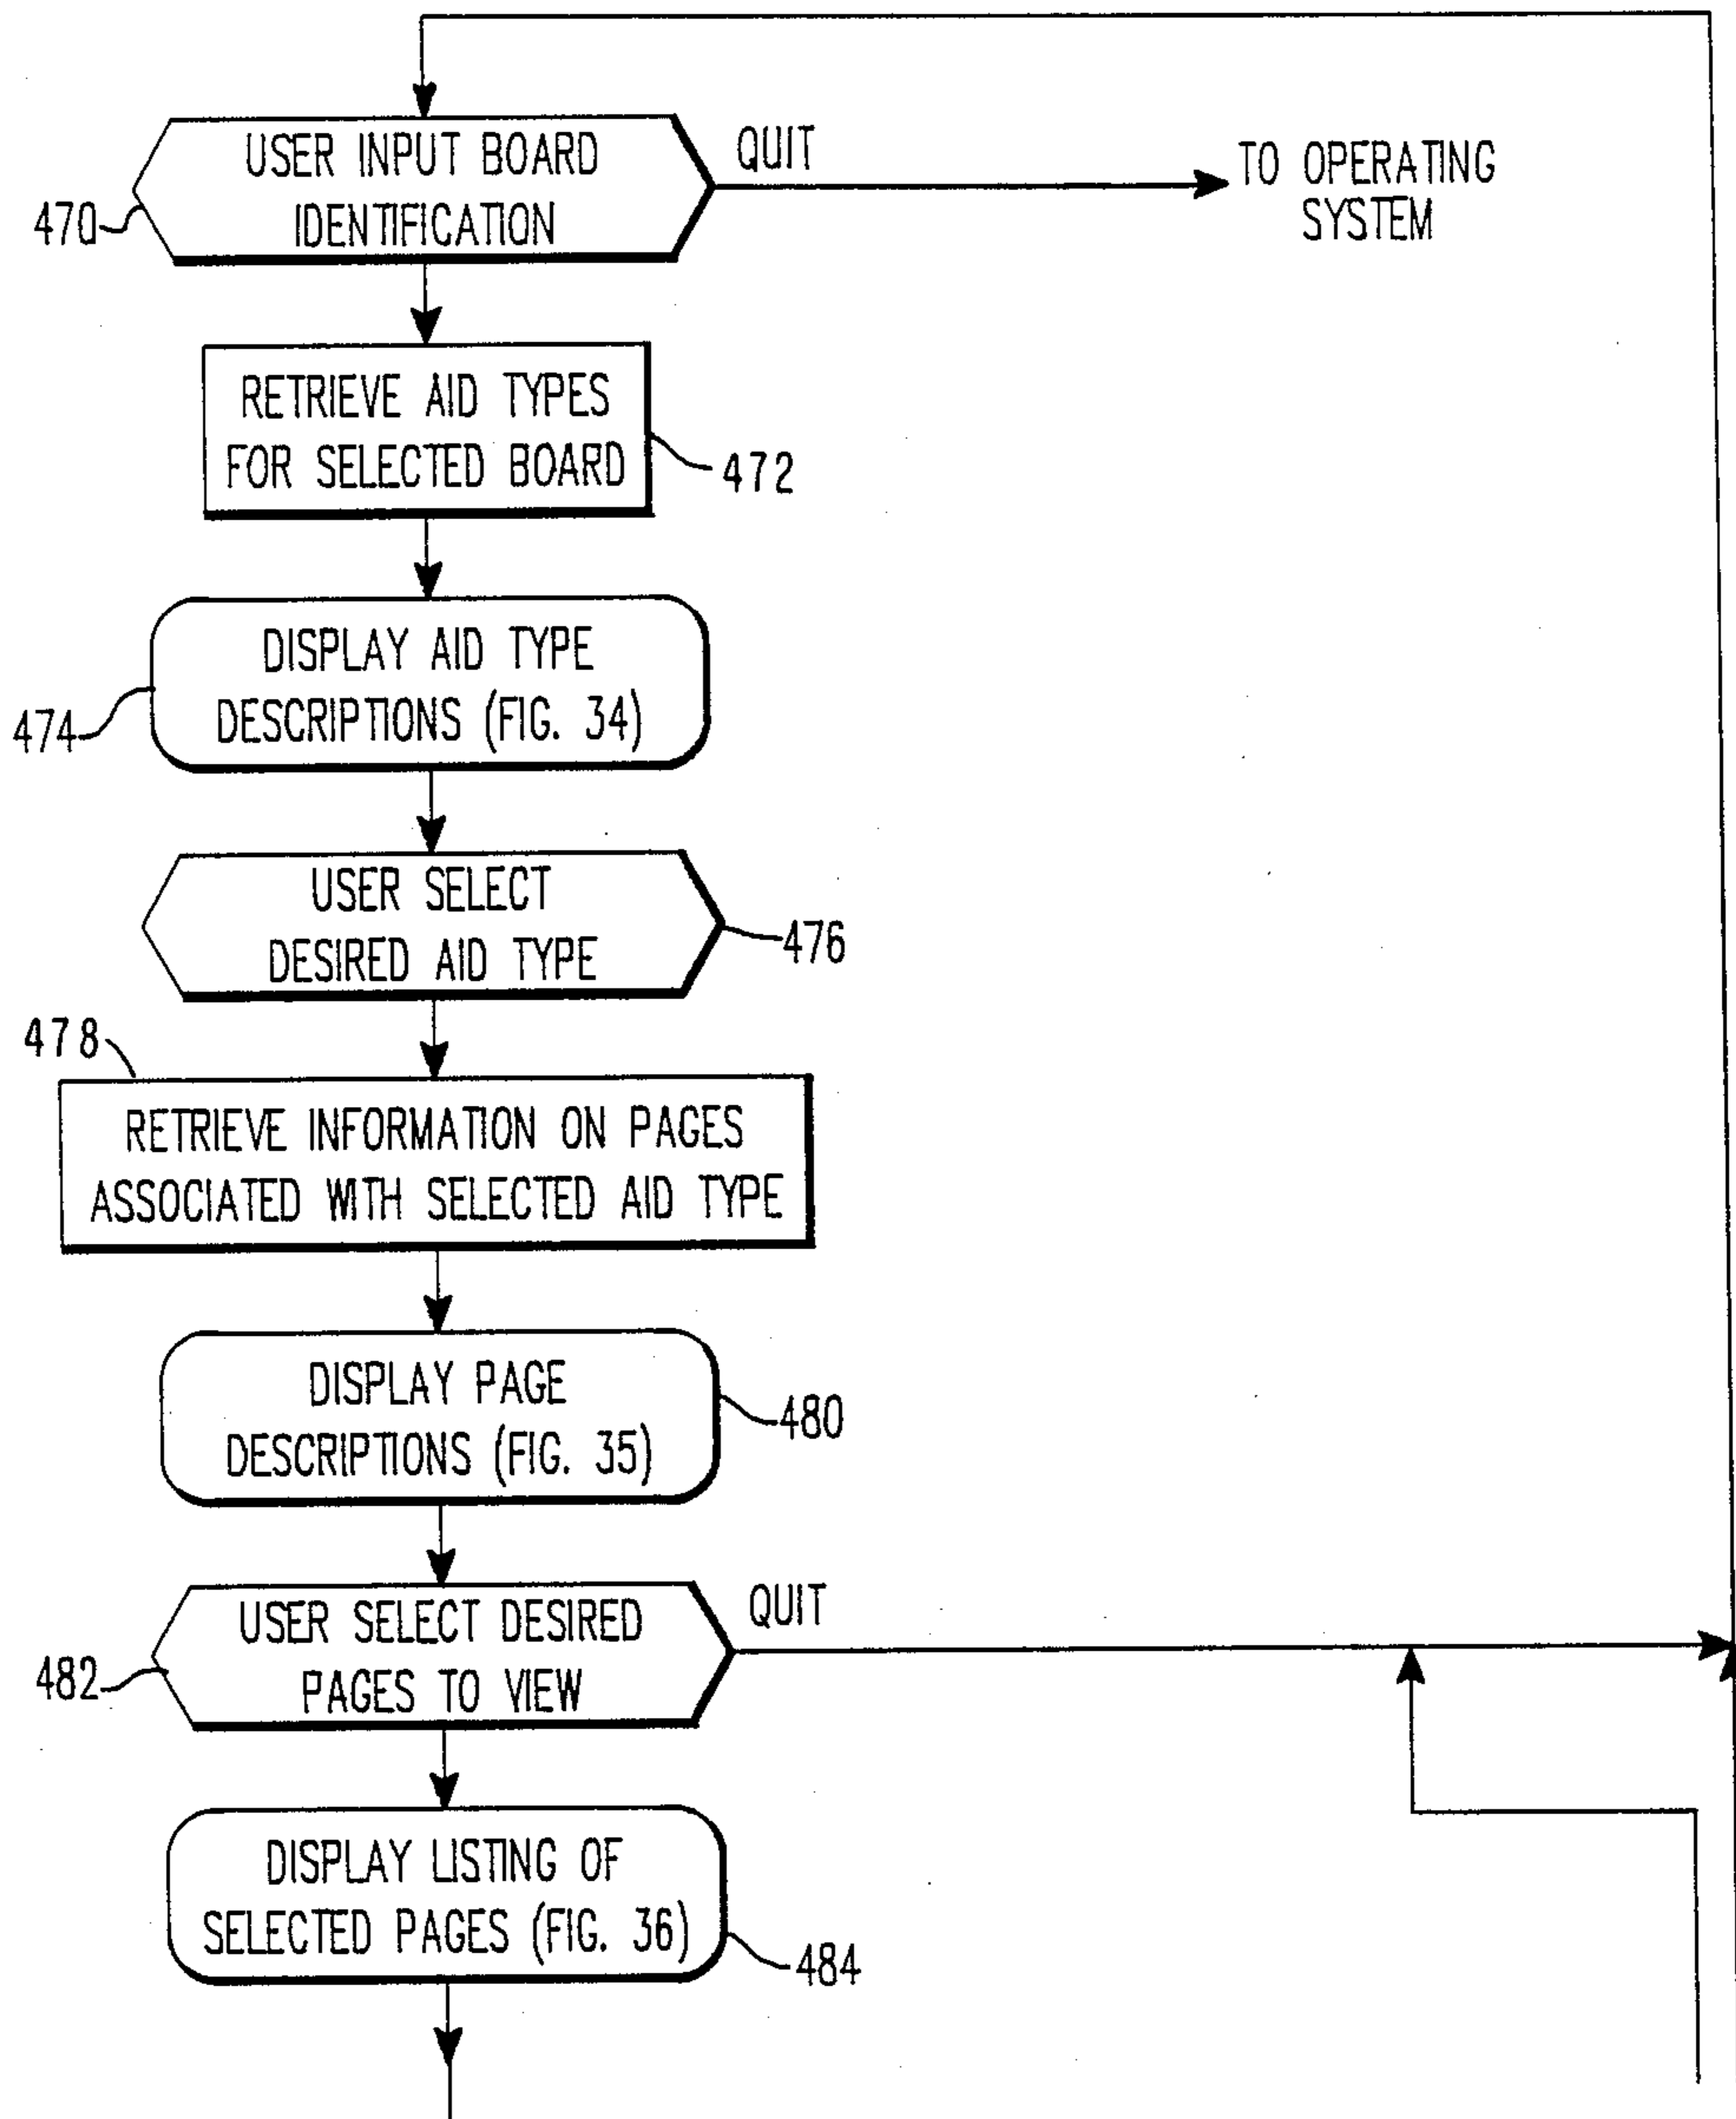 USER INPUT BOARD
IDENTIFICATION
QUIT
TO OPERATING
SYSTEM
470
RETRIEVE AID TYPES
FOR SELECTED BOARD
472
DISPLAY AID TYPE
DESCRIPTIONS (FIG. 34)
474
USER SELECT
DESIRED AID TYPE
476
478
RETRIEVE INFORMATION ON PAGES
ASSOCIATED WITH SELECTED AID TYPE
DISPLAY PAGE
DESCRIPTIONS (FIG. 35)
480
USER SELECT DESIRED
PAGES TO VIEW
QUIT
482
DISPLAY LISTING OF
SELECTED PAGES (FIG. 36)
484